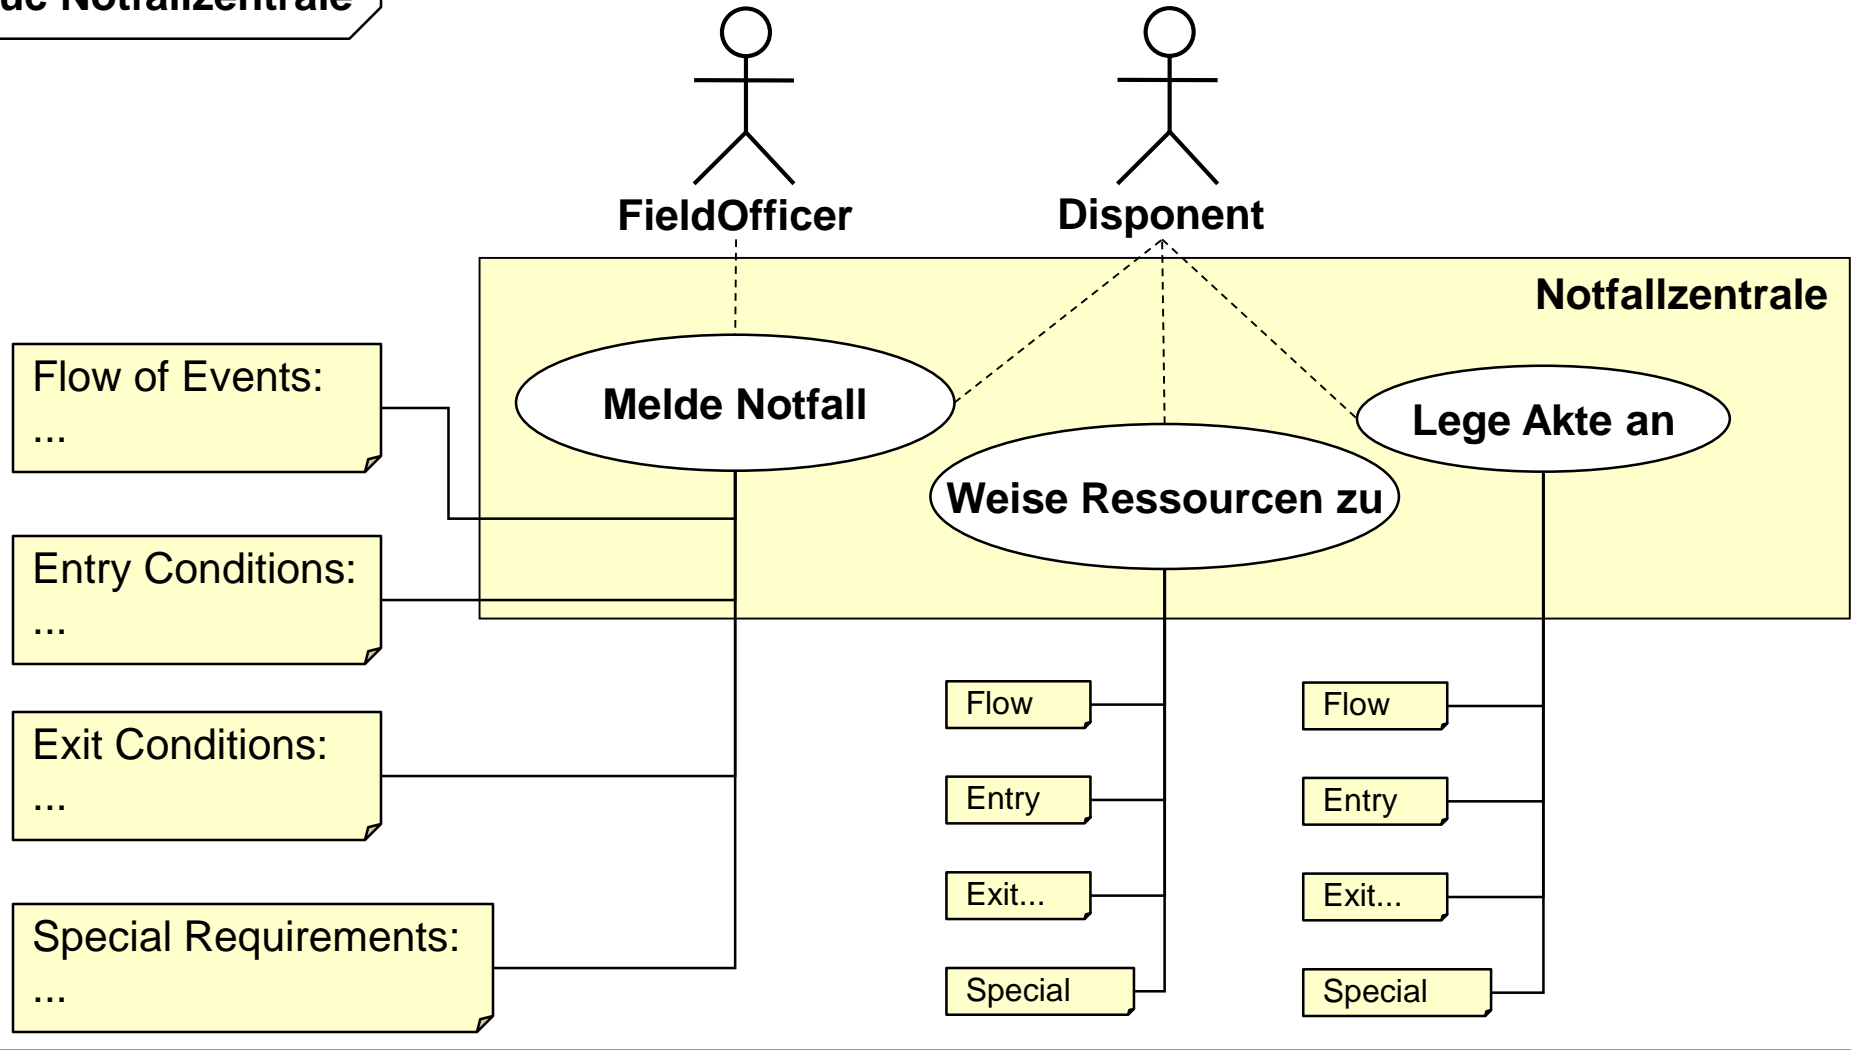 uc Notfallzentrale
FieldOfficer
Disponent
Notfallzentrale
Melde Notfall
Weise Ressourcen zu
Lege Akte an
Flow of Events:
...
Entry Conditions:
...
Exit Conditions:
...
Special Requirements:
...
Flow
Entry
Exit...
Special
Flow
Entry
Exit...
Special